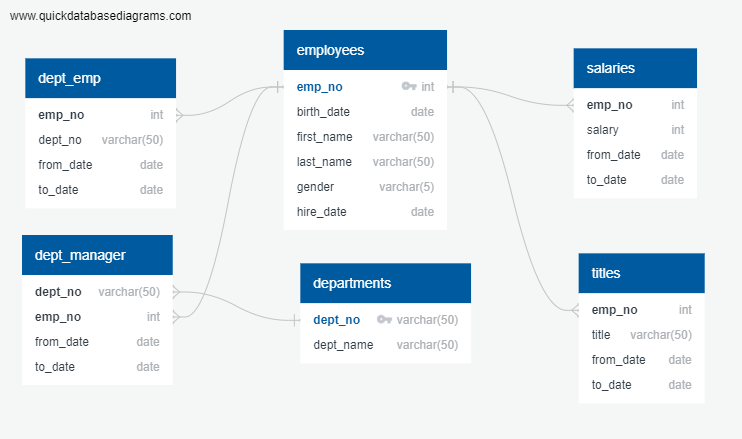 www.quickdatabasediagrams.com
dept_emp
emp_no int
dept_no varchar(50)
from_date date
to_date date
employees
emp_no int
birth_date date
first_name varchar(50)
last_name varchar(50)
gender varchar(5)
hire_date date
salaries
emp_no int
salary int
from_date date
to_date date
dept_manager
dept_no varchar(50)
emp_no int
from_date date
to_date date
departments
dept_no varchar(50)
dept_name varchar(50)
titles
emp_no int
title varchar(50)
from_date date
to_date date